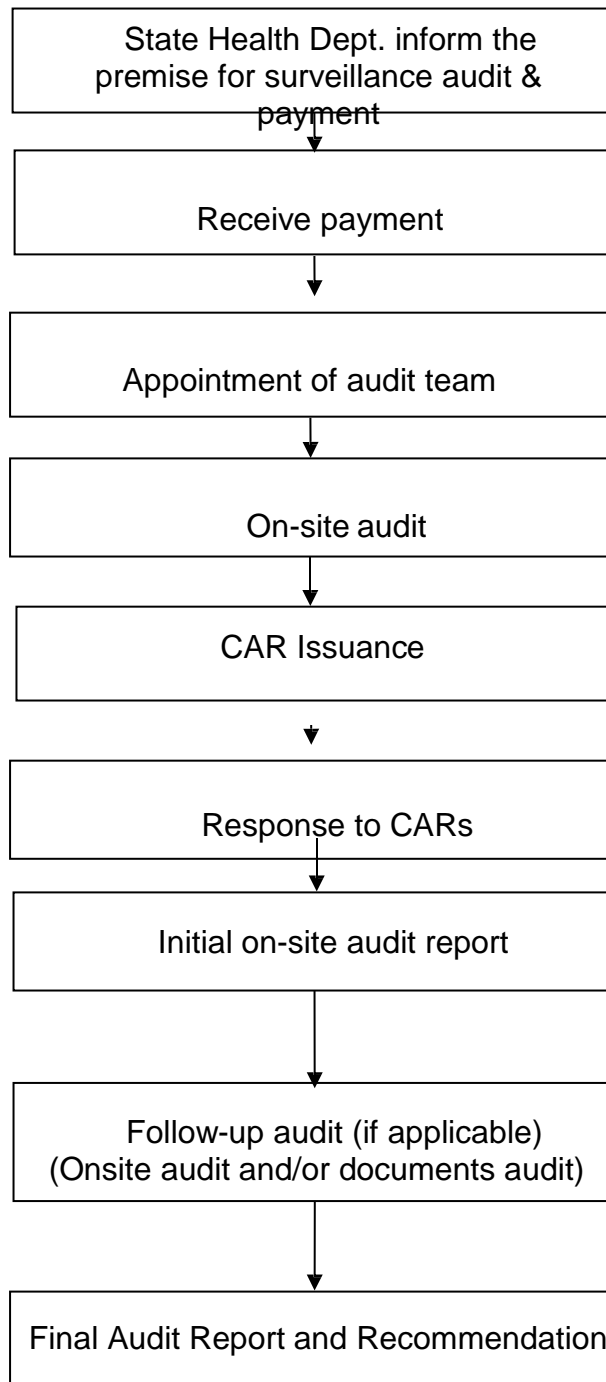 State Health Dept. inform the
premise for surveillance audit &
payment
Receive payment
Appointment of audit team
On-site audit
CAR Issuance
Response to CARs
Initial on-site audit report
Follow-up audit (if applicable)
(Onsite audit and/or documents audit)
Final Audit Report and Recommendation